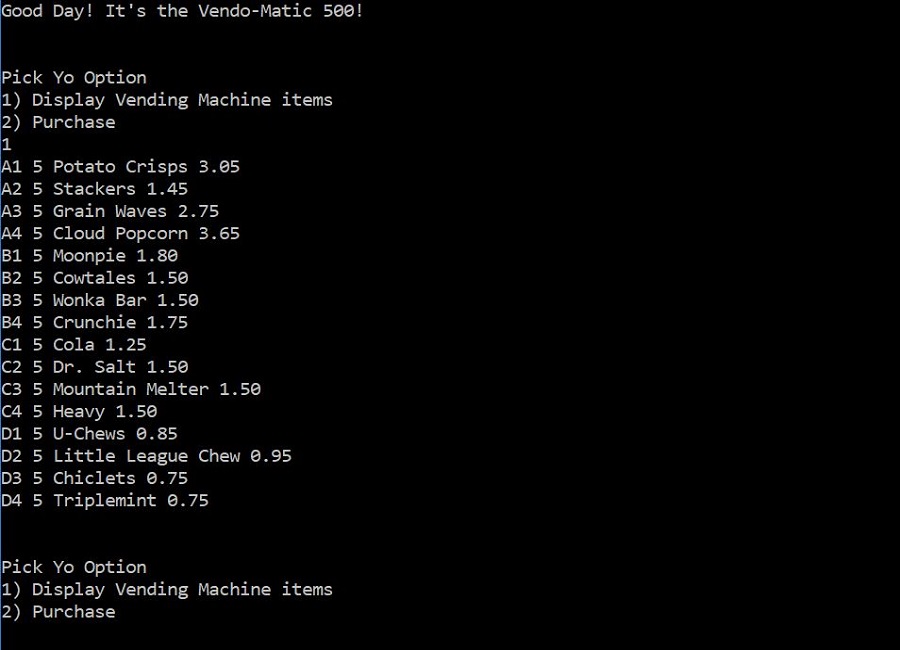 Good Day! It's the Vendo-Matic 500!
Pick Yo Option
1) Display Vending Machine items
2) Purchase
1
A1 5 Potato Crisps 3.05
A2 5 Stackers 1.45
A3 5 Grain Waves 2.75
A4 5 Cloud Popcorn 3.65
B1 5 Moonpie 1.80
B2 5 Cowtales 1.50
B3 5 Wonka Bar 1.50
B4 5 Crunchie 1.75
C1 5 Cola 1.25
C2 5 Dr. Salt 1.50
C3 5 Mountain Melter 1.50
C4 5 Heavy 1.50
D1 5 U-Chews 0.85
D2 5 Little League Chew 0.95
D3 5 Chiclets 0.75
D4 5 Triplemint 0.75
Pick Yo Option
1) Display Vending Machine items
2) Purchase